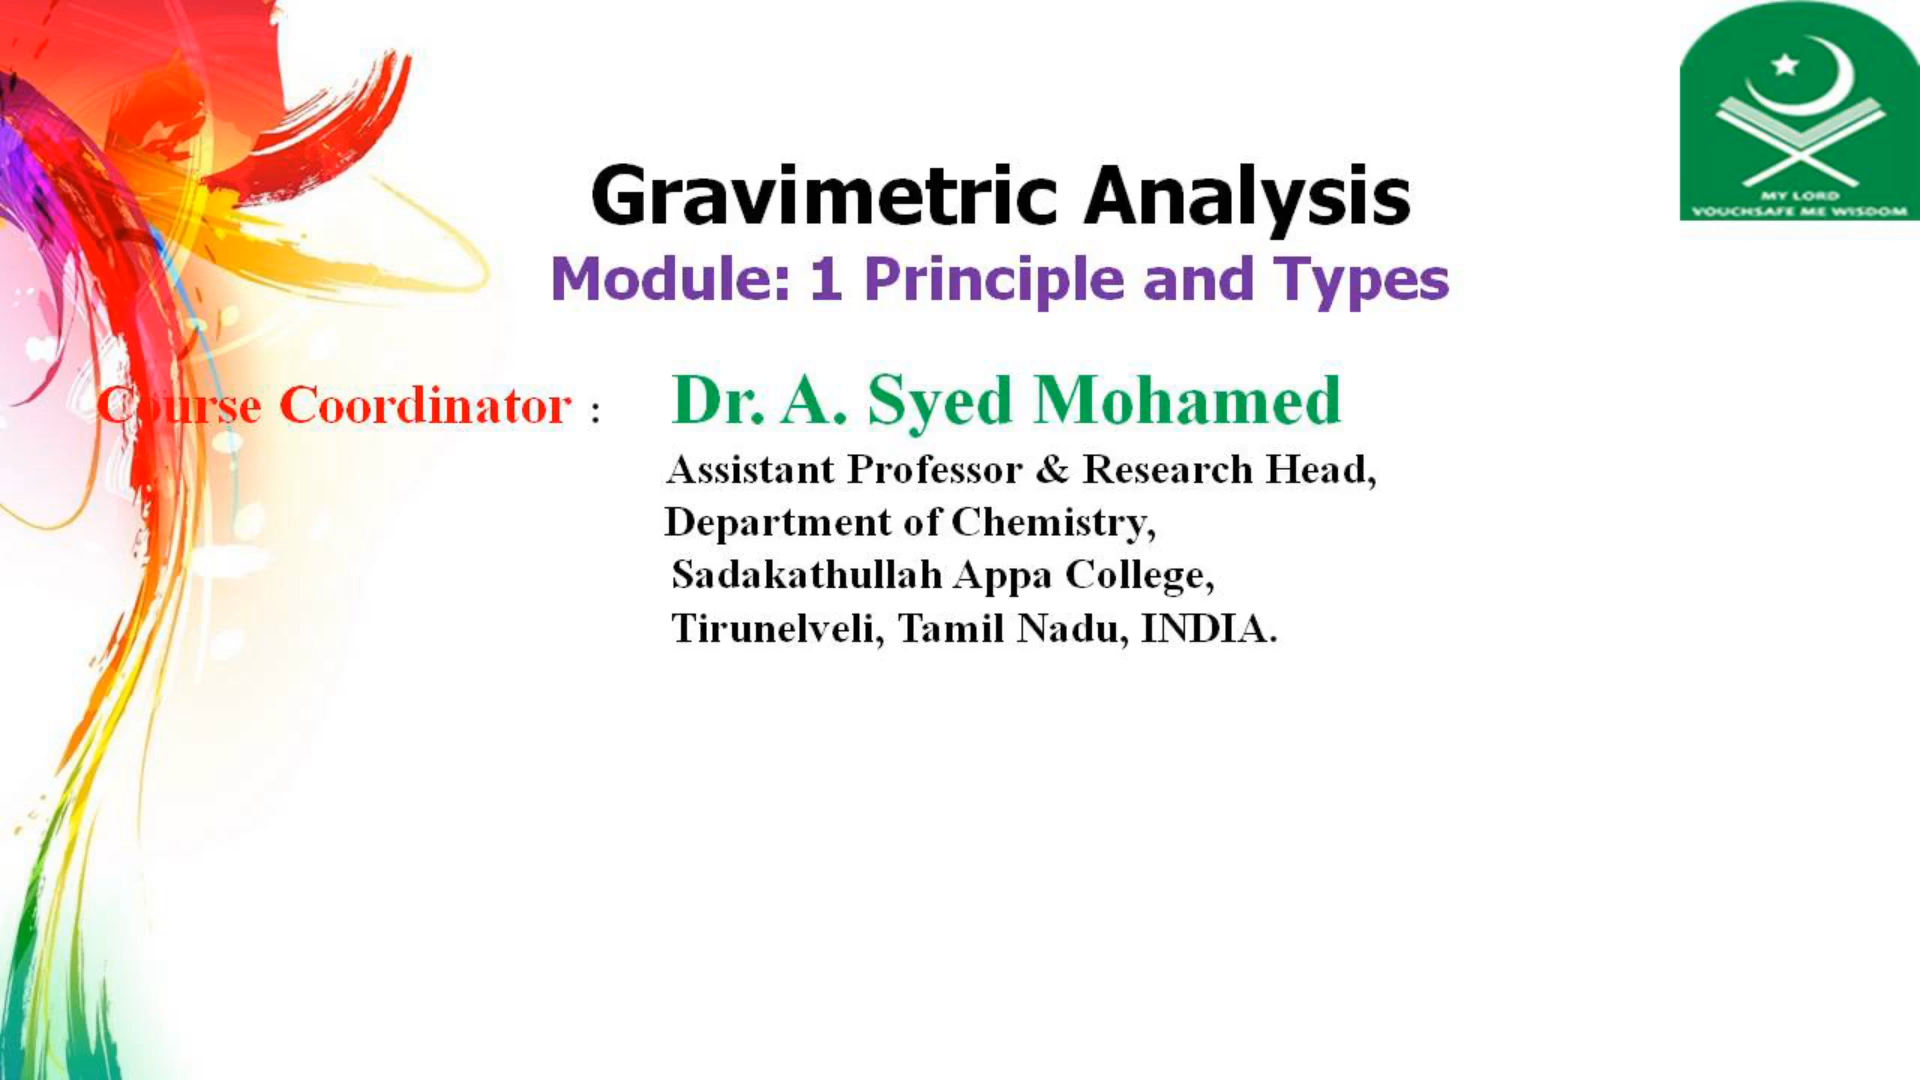 MY LORD
VOUCHSAFE ME WISDOM
Gravimetric Analysis
Module: 1 Principle and Types
Course Coordinator : Dr. A. Syed Mohamed
Assistant Professor & Research Head,
Department of Chemistry,
Sadakathullah Appa College,
Tirunelveli, Tamil Nadu, INDIA.